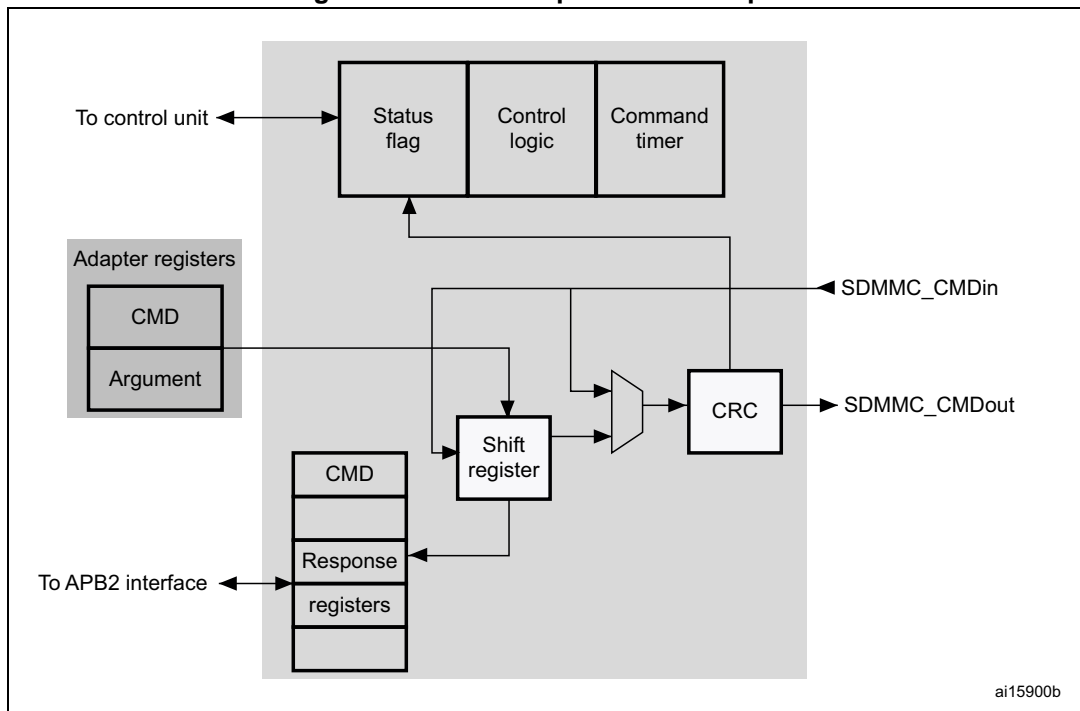 To control unit
Status
flag
Control
logic
Command
timer
Adapter registers
CMD
Argument
SDMMC_CMDin
SDMMC_CMDout
CRC
Shift
register
CMD
Response
registers
To APB2 interface
ai15900b